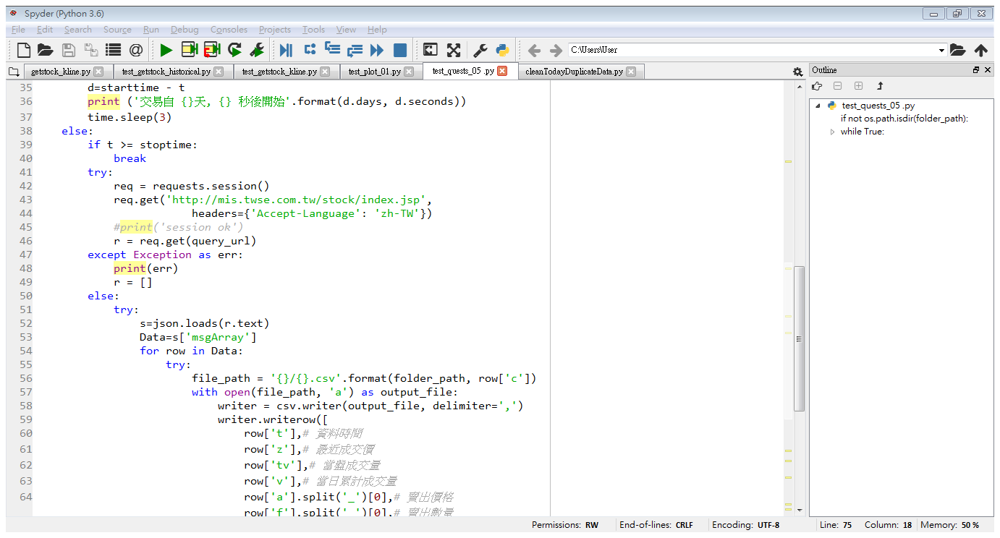 Spyder (Python 3.6)
File Edit Search Source Run Debug Consoles Projects Tools View Help
C:\Users\User
getstock_kline.py test_getstock_historical.py test_getstock_kline.py test_plot_01.py test_quests_05 .py cleanTodayDuplicateData.py
Outline
test_quests_05 .py
if not os.path.isdir(folder_path):
while True:
35 d=starttime - t
36 print ('交易自 {}天, {} 秒後開始'.format(d.days, d.seconds))
37 time.sleep(3)
38 else:
39 if t >= stoptime:
40 break
41 try:
42 req = requests.session()
43 req.get('http://mis.twse.com.tw/stock/index.jsp',
44 headers={'Accept-Language': 'zh-TW'})
45 #print('session ok')
46 r = req.get(query_url)
47 except Exception as err:
48 print(err)
49 r = []
50 else:
51 try:
52 s=json.loads(r.text)
53 Data=s['msgArray']
54 for row in Data:
55 try:
56 file_path = '{}/{}.csv'.format(folder_path, row['c'])
57 with open(file_path, 'a') as output_file:
58 writer = csv.writer(output_file, delimiter=',')
59 writer.writerow([
60 row['t'],# 資料時間
61 row['z'],# 最近成交價
62 row['tv'],# 當盤成交量
63 row['v'],# 當日累計成交量
64 row['a'].split('_')[0],# 賣出價格
row['f'].split('_')[0],# 賣出數量
Permissions: RW End-of-lines: CRLF Encoding: UTF-8 Line: 75 Column: 18 Memory: 50 %